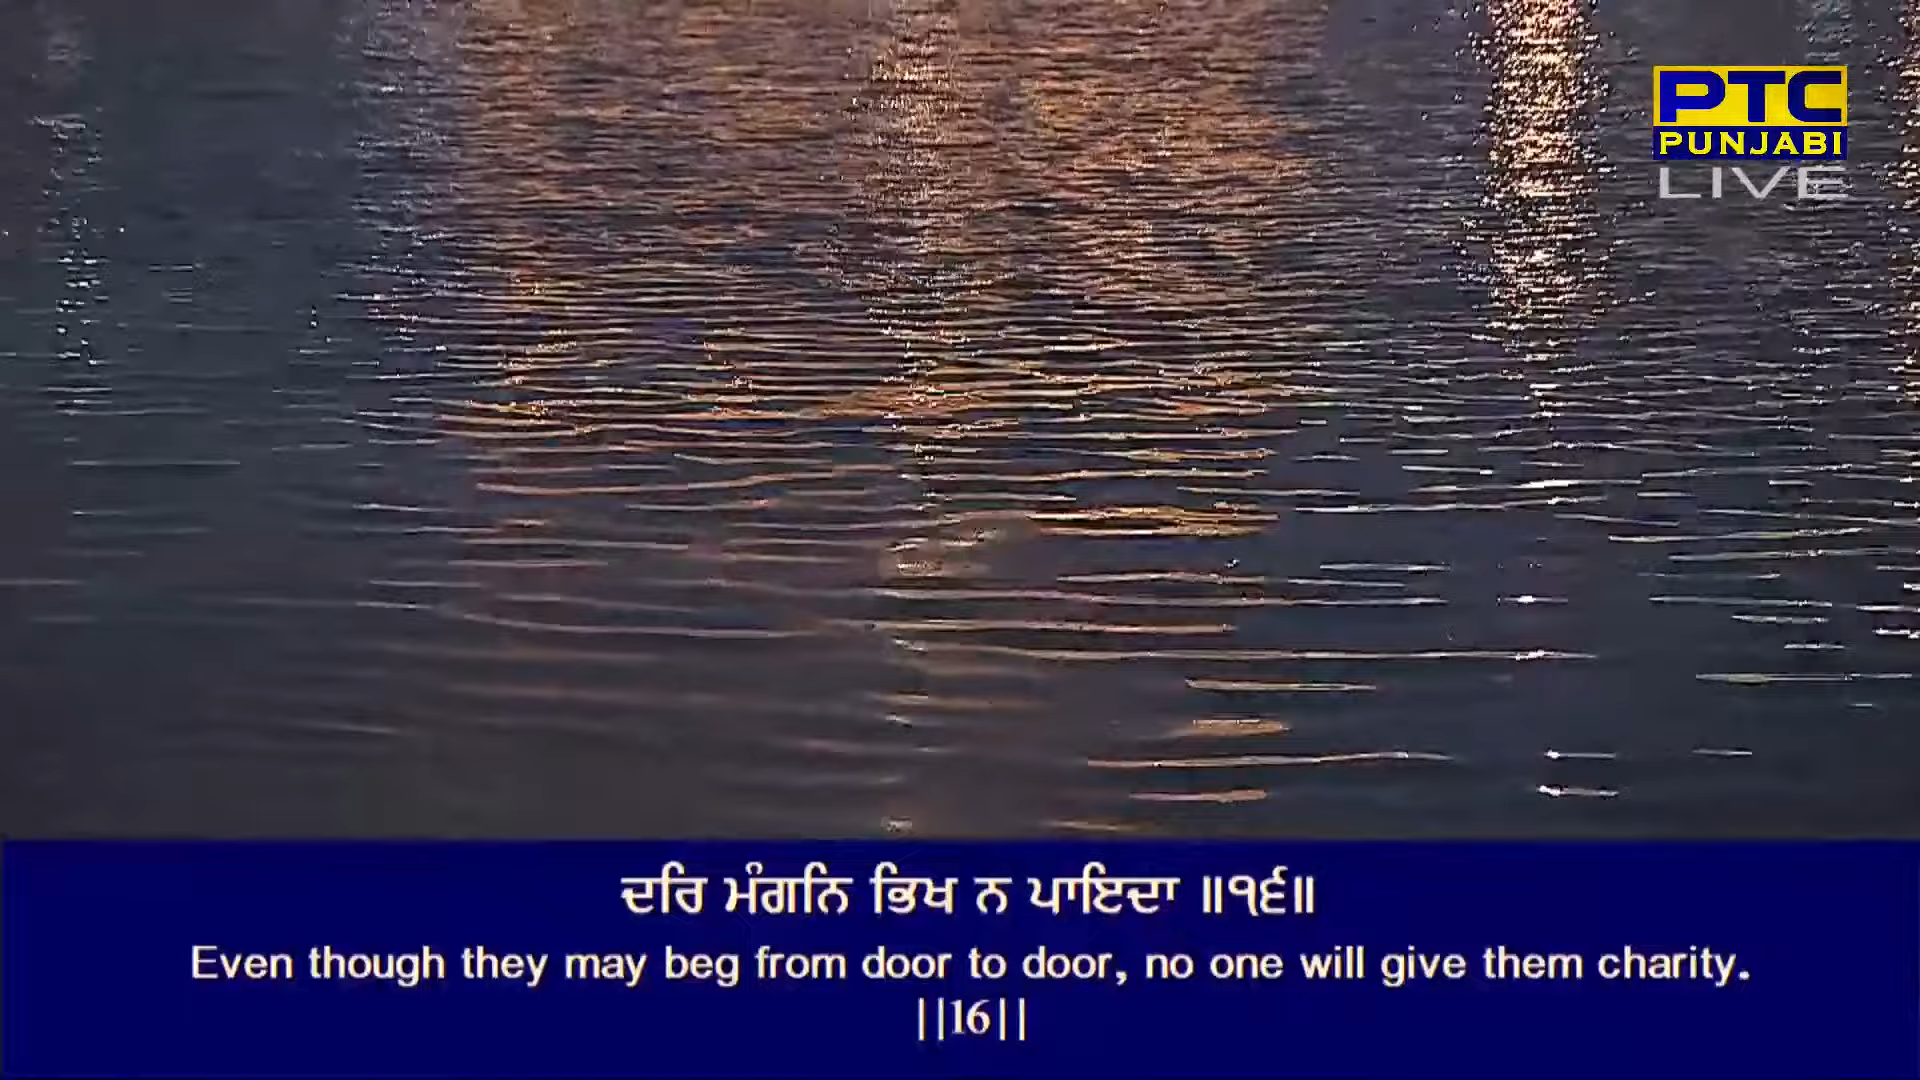 PTC
PUNJABI
LIVE
ਦਰਿ ਮੰਗਨਿ ਭਿਖ ਨ ਪਾਇਦਾ ॥੧੬॥
Even though they may beg from door to door, no one will give them charity.
||16||